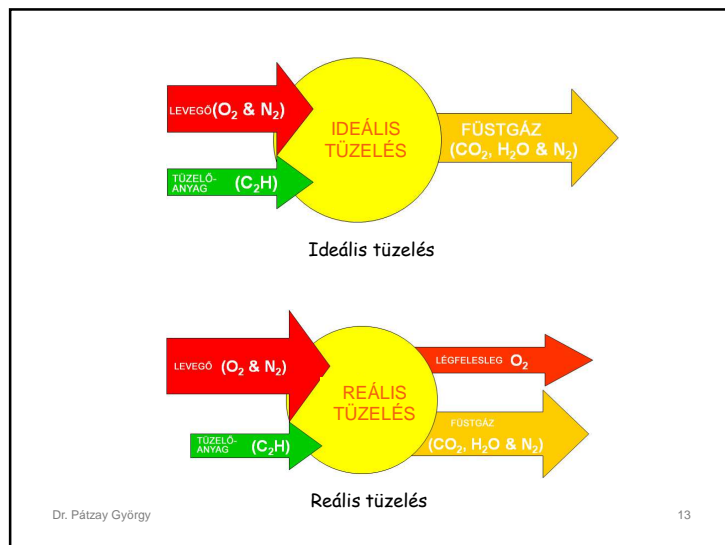 LEVEGŐ(O₂ & N₂)
IDEÁLIS
TÜZELÉS
FÜSTGÁZ
(CO₂, H₂O & N₂)
TÜZELŐ-
ANYAG (C₂H)
Ideális tüzelés
LEVEGŐ (O₂ & N₂)
LÉGFELESLEG O₂
REÁLIS
TÜZELÉS
FÜSTGÁZ
(CO₂, H₂O & N₂)
TÜZELŐ-
ANYAG (C₂H)
Reális tüzelés
Dr. Pátzay György
13